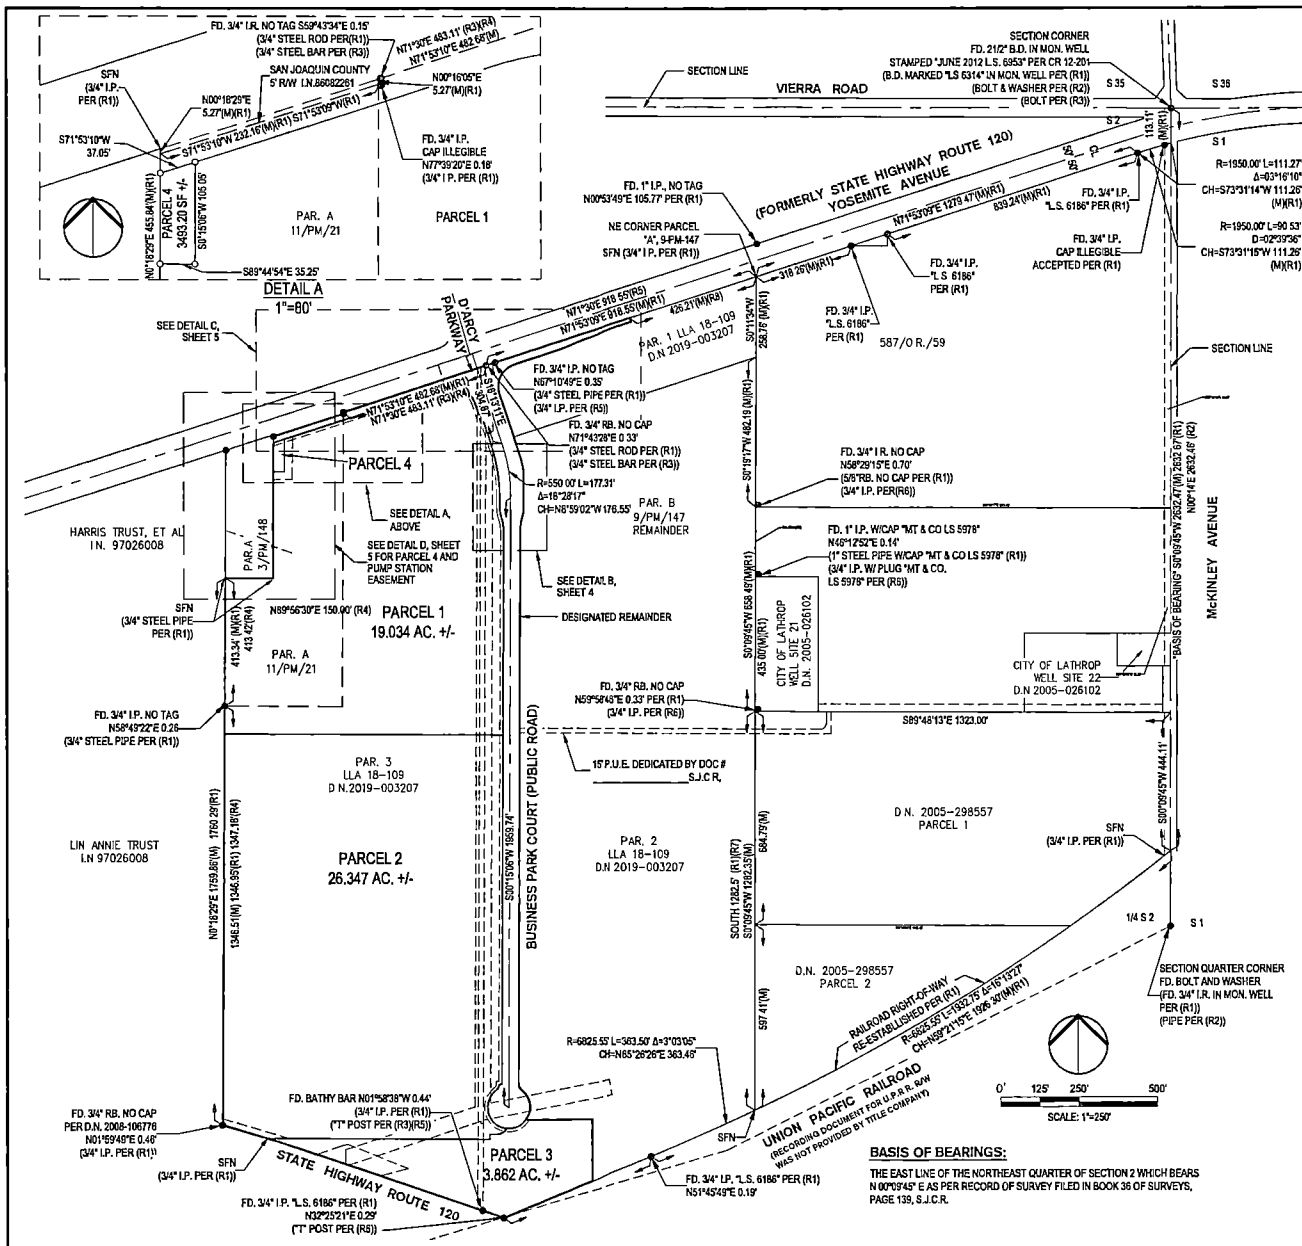 FD. 3/4" I.R. NO TAG S59°43'34"E 0.15'
(3/4" STEEL ROD PER(R1))
(3/4" STEEL BAR PER(R3))
N71°30'E 483.11' (R3)(R4)
N71°53'10"E 482.68'(M)
SFN
(3/4" I.P.
PER (R1))
SAN JOAQUIN COUNTY
5' R/W I.N.86082261
N00°16'05"E
5.27'(M)(R1)
N00°18'29"E
5.27'(M)(R1)
S71°53'09"W(R1)
S71°53'10"W 232.16'(M)(R1)
S71°53'10"W
37.05'
FD. 3/4" I.P.
CAP ILLEGIBLE
N77°39'20"E 0.18'
(3/4" I.P. PER (R1))
N0°18'29"E 455.84'(M)(R1)
PARCEL 4
3493.20 SF +/-
S0°15'06"W 105.05'
PAR. A
11/PM/21
PARCEL 1
S89°44'54"E 35.25'
DETAIL A
1"=80'
SECTION CORNER
FD. 2 1/2" B.D. IN MON. WELL
STAMPED "JUNE 2012 L.S. 6953" PER CR 12-201
(B.D. MARKED "LS 6314" IN MON. WELL PER (R1))
(BOLT & WASHER PER (R2))
(BOLT PER (R3))
SECTION LINE
VIERRA ROAD
S 35
S 36
S 2
S 1
113.11'
(M)(R1)
(FORMERLY STATE HIGHWAY ROUTE 120)
YOSEMITE AVENUE
CL
50' 50'
R=1950.00' L=111.27'
Δ=03°16'10"
CH=S73°31'14"W 111.26'
(M)(R1)
R=1950.00' L=90.53'
D=02°39'36"
CH=S73°31'15"W 111.26'
(M)(R1)
FD. 1" I.P., NO TAG
N00°53'49"E 105.77' PER (R1)
N71°53'09"E 1279.47'(M)(R1)
839.24'(M)(R1)
FD. 3/4" I.P.
"L.S. 6186" PER (R1)
NE CORNER PARCEL
"A", 9-PM-147
SFN (3/4" I.P. PER (R1))
FD. 3/4" I.P.
CAP ILLEGIBLE
ACCEPTED PER (R1)
FD. 3/4" I.P.
"L.S. 6186"
PER (R1)
318.26'(M)(R1)
FD. 3/4" I.P.
"L.S. 6186"
PER (R1)
587/O.R./59
SECTION LINE
SEE DETAIL C,
SHEET 5
D'ARCY
PARKWAY
N71°30'E 918.55'(R5)
N71°53'09"E 918.55'(M)(R1)
426.21'(M)(R8)
PAR. 1 LLA 18-109
D.N 2019-003207
S0°11'34"W
258.76' (M)(R1)
N71°53'10"E 482.68'(M)(R1)
N71°30'E 483.11' (R3)(R4)
S16°13'11"E
304.87'
FD. 3/4" I.P. NO TAG
N67°10'49"E 0.35'
(3/4" STEEL PIPE PER (R1))
(3/4" I.P. PER (R5))
FD. 3/4" RB. NO CAP
N71°43'28"E 0.33'
(3/4" STEEL ROD PER (R1))
(3/4" STEEL BAR PER (R3))
S0°19'17"W 482.19'(M)(R1)
PARCEL 4
R=550.00' L=177.31'
Δ=18°28'17"
CH=N8°59'02"W 176.55'
SEE DETAIL A,
ABOVE
PAR. B
9/PM/147
REMAINDER
FD. 3/4" I.R. NO CAP
N58°29'15"E 0.70'
(5/8"RB. NO CAP PER (R1))
(3/4" I.P. PER(R6))
HARRIS TRUST, ET AL
I N. 97026008
PAR.A
3/PM/148
SEE DETAIL D, SHEET
5 FOR PARCEL 4 AND
PUMP STATION
EASEMENT
FD. 1" I.P. W/CAP "MT & CO LS 5978"
N46°12'52"E 0.14'
(1" STEEL PIPE W/CAP "MT & CO LS 5978" (R1))
(3/4" I.P. W/ PLUG "MT & CO.
LS 5978" PER (R5))
SEE DETAIL B,
SHEET 4
SFN
(3/4" STEEL PIPE
PER (R1))
N89°56'30"E 150.00' (R4)
PARCEL 1
19.034 AC. +/-
DESIGNATED REMAINDER
413.34' (M)(R1)
413.42'(R4)
PAR. A
11/PM/21
S0°09'45"W 658.49'(M)(R1)
435.00'(M)(R1)
CITY OF LATHROP
WELL SITE 21
D.N. 2005-026102
CITY OF LATHROP
WELL SITE 22
D.N 2005-026102
"BASIS OF BEARING" S0°09'45"W 2632.47'(M) 2632.67'(R1)
N00°14'E 2632.46' (R2)
McKINLEY AVENUE
FD. 3/4" I.P. NO TAG
N58°49'22"E 0.26
(3/4" STEEL PIPE PER (R1))
FD. 3/4" RB. NO CAP
N59°58'48"E 0.33' PER (R1)
(3/4" I.P. PER (R6))
S89°48'13"E 1323.00'
15' P.U.E. DEDICATED BY DOC #
S.J.C.R.
PAR. 3
LLA 18-109
D N.2019-003207
BUSINESS PARK COURT (PUBLIC ROAD)
S00°15'06"W 1959.74'
S00°09'45"W 444.11'
D.N. 2005-298557
PARCEL 1
LIN ANNIE TRUST
I.N 97026008
PARCEL 2
26.347 AC. +/-
PAR. 2
LLA 18-109
D.N 2019-003207
SFN
(3/4" I.P. PER (R1))
N0°18'29"E 1759.86'(M) 1760.29'(R1)
1346.51'(M) 1346.95'(R1) 1347.18'(R4)
SOUTH 1282.5' (R1)(R7)
S0°09'45"W 1282.35'(M)
684.79'(M)
1/4 S 2
S 1
D.N. 2005-298557
PARCEL 2
597.41'(M)
RAILROAD RIGHT-OF-WAY
RE-ESTABLISHED PER (R1)
R=6825.55' L=1932.75' Δ=16°13'27"
CH=N59°21'15"E 1926.30'(M)(R1)
SECTION QUARTER CORNER
FD. BOLT AND WASHER
(FD. 3/4" I.R. IN MON. WELL
PER (R1))
(PIPE PER (R2))
R=6825.55' L=363.50' Δ=3°03'05"
CH=N65°26'26"E 363.46'
UNION PACIFIC RAILROAD
(RECORDING DOCUMENT FOR U.P.R.R. R/W
WAS NOT PROVIDED BY TITLE COMPANY)
0' 125' 250' 500'
SCALE: 1"=250'
FD. BATHY BAR N01°58'38"W 0.44'
(3/4" I.P. PER (R1))
("T" POST PER (R3)(R5))
FD. 3/4" RB. NO CAP
PER D.N. 2008-106776
N01°59'49"E 0.46'
(3/4" I.P. PER (R1))
SFN
SFN
(3/4" I.P. PER (R1))
STATE HIGHWAY ROUTE 120
PARCEL 3
3.862 AC. +/-
FD. 3/4" I.P. "L.S. 6186" PER (R1)
N51°45'49"E 0.19'
FD. 3/4" I.P. "L.S. 6186" PER (R1)
N32°25'21"E 0.29'
("T" POST PER (R5))
BASIS OF BEARINGS:
THE EAST LINE OF THE NORTHEAST QUARTER OF SECTION 2 WHICH BEARS
N 00°09'45" E AS PER RECORD OF SURVEY FILED IN BOOK 36 OF SURVEYS,
PAGE 139, S.J.C.R.